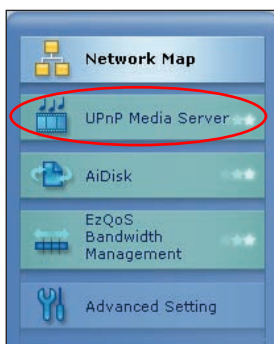 Network Map
UPnP Media Server
AiDisk
EzQoS
Bandwidth
Management
Advanced Setting